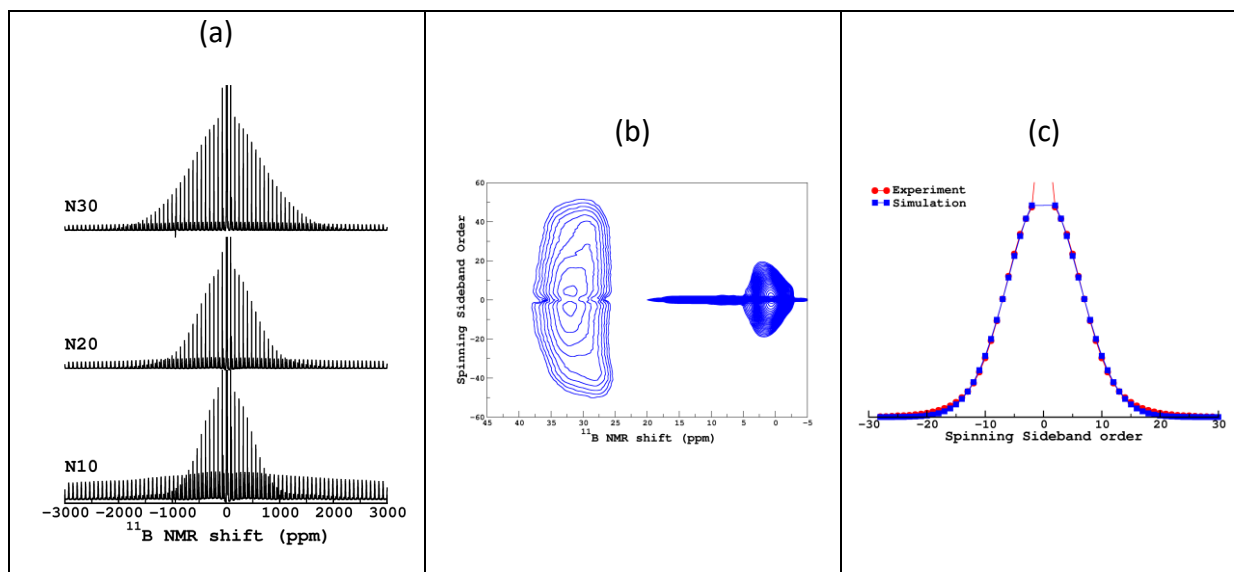 (a)
N30
N20
N10
−3000 −2000 −1000 0 1000 2000 3000
¹¹B NMR shift (ppm)
(b)
Spinning Sideband Order
60
40
20
0
−20
−40
−60
45 40 35 30 25 20 15 10 5 0 −5
¹¹B NMR shift (ppm)
(c)
Experiment
Simulation
−30 −20 −10 0 10 20 30
Spinning Sideband order